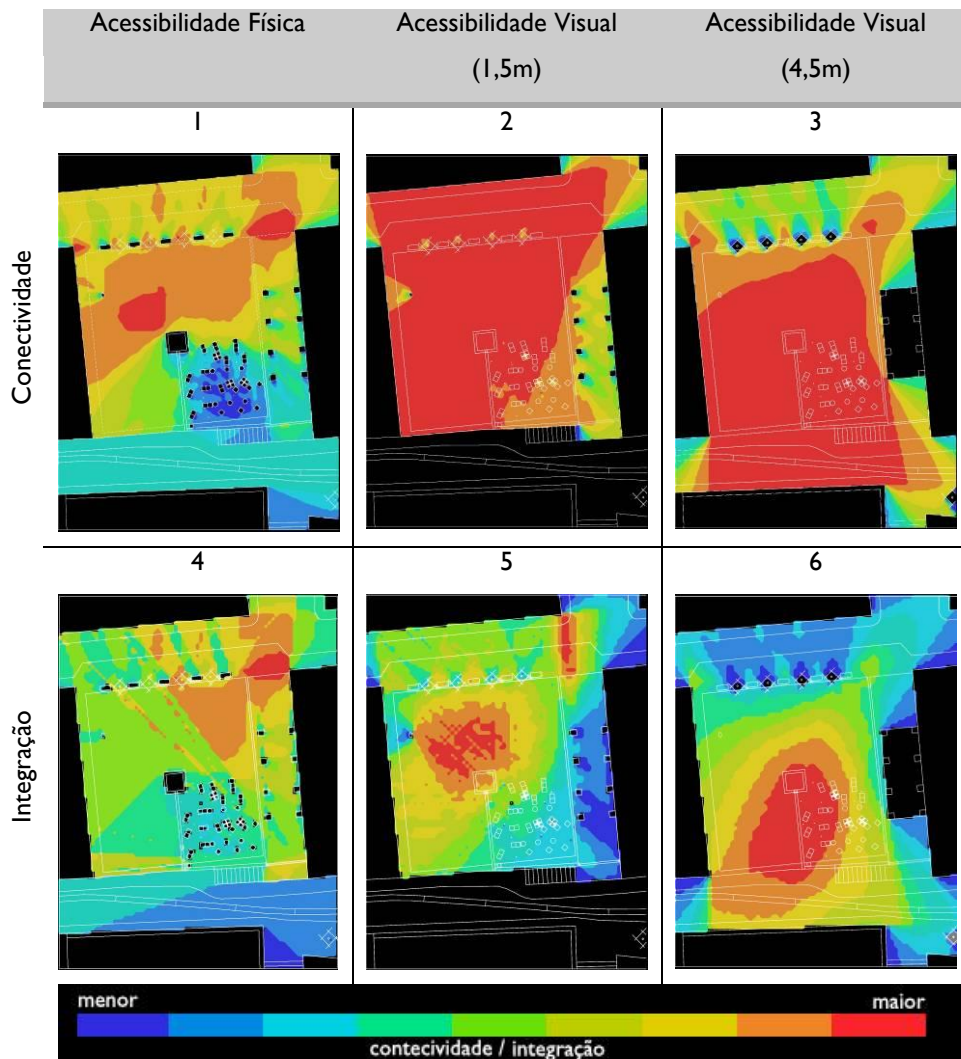 Acessibilidade Física
Acessibilidade Visual
(1,5m)
Acessibilidade Visual
(4,5m)
Conectividade
1
2
3
Integração
4
5
6
menor
maior
contecividade / integração